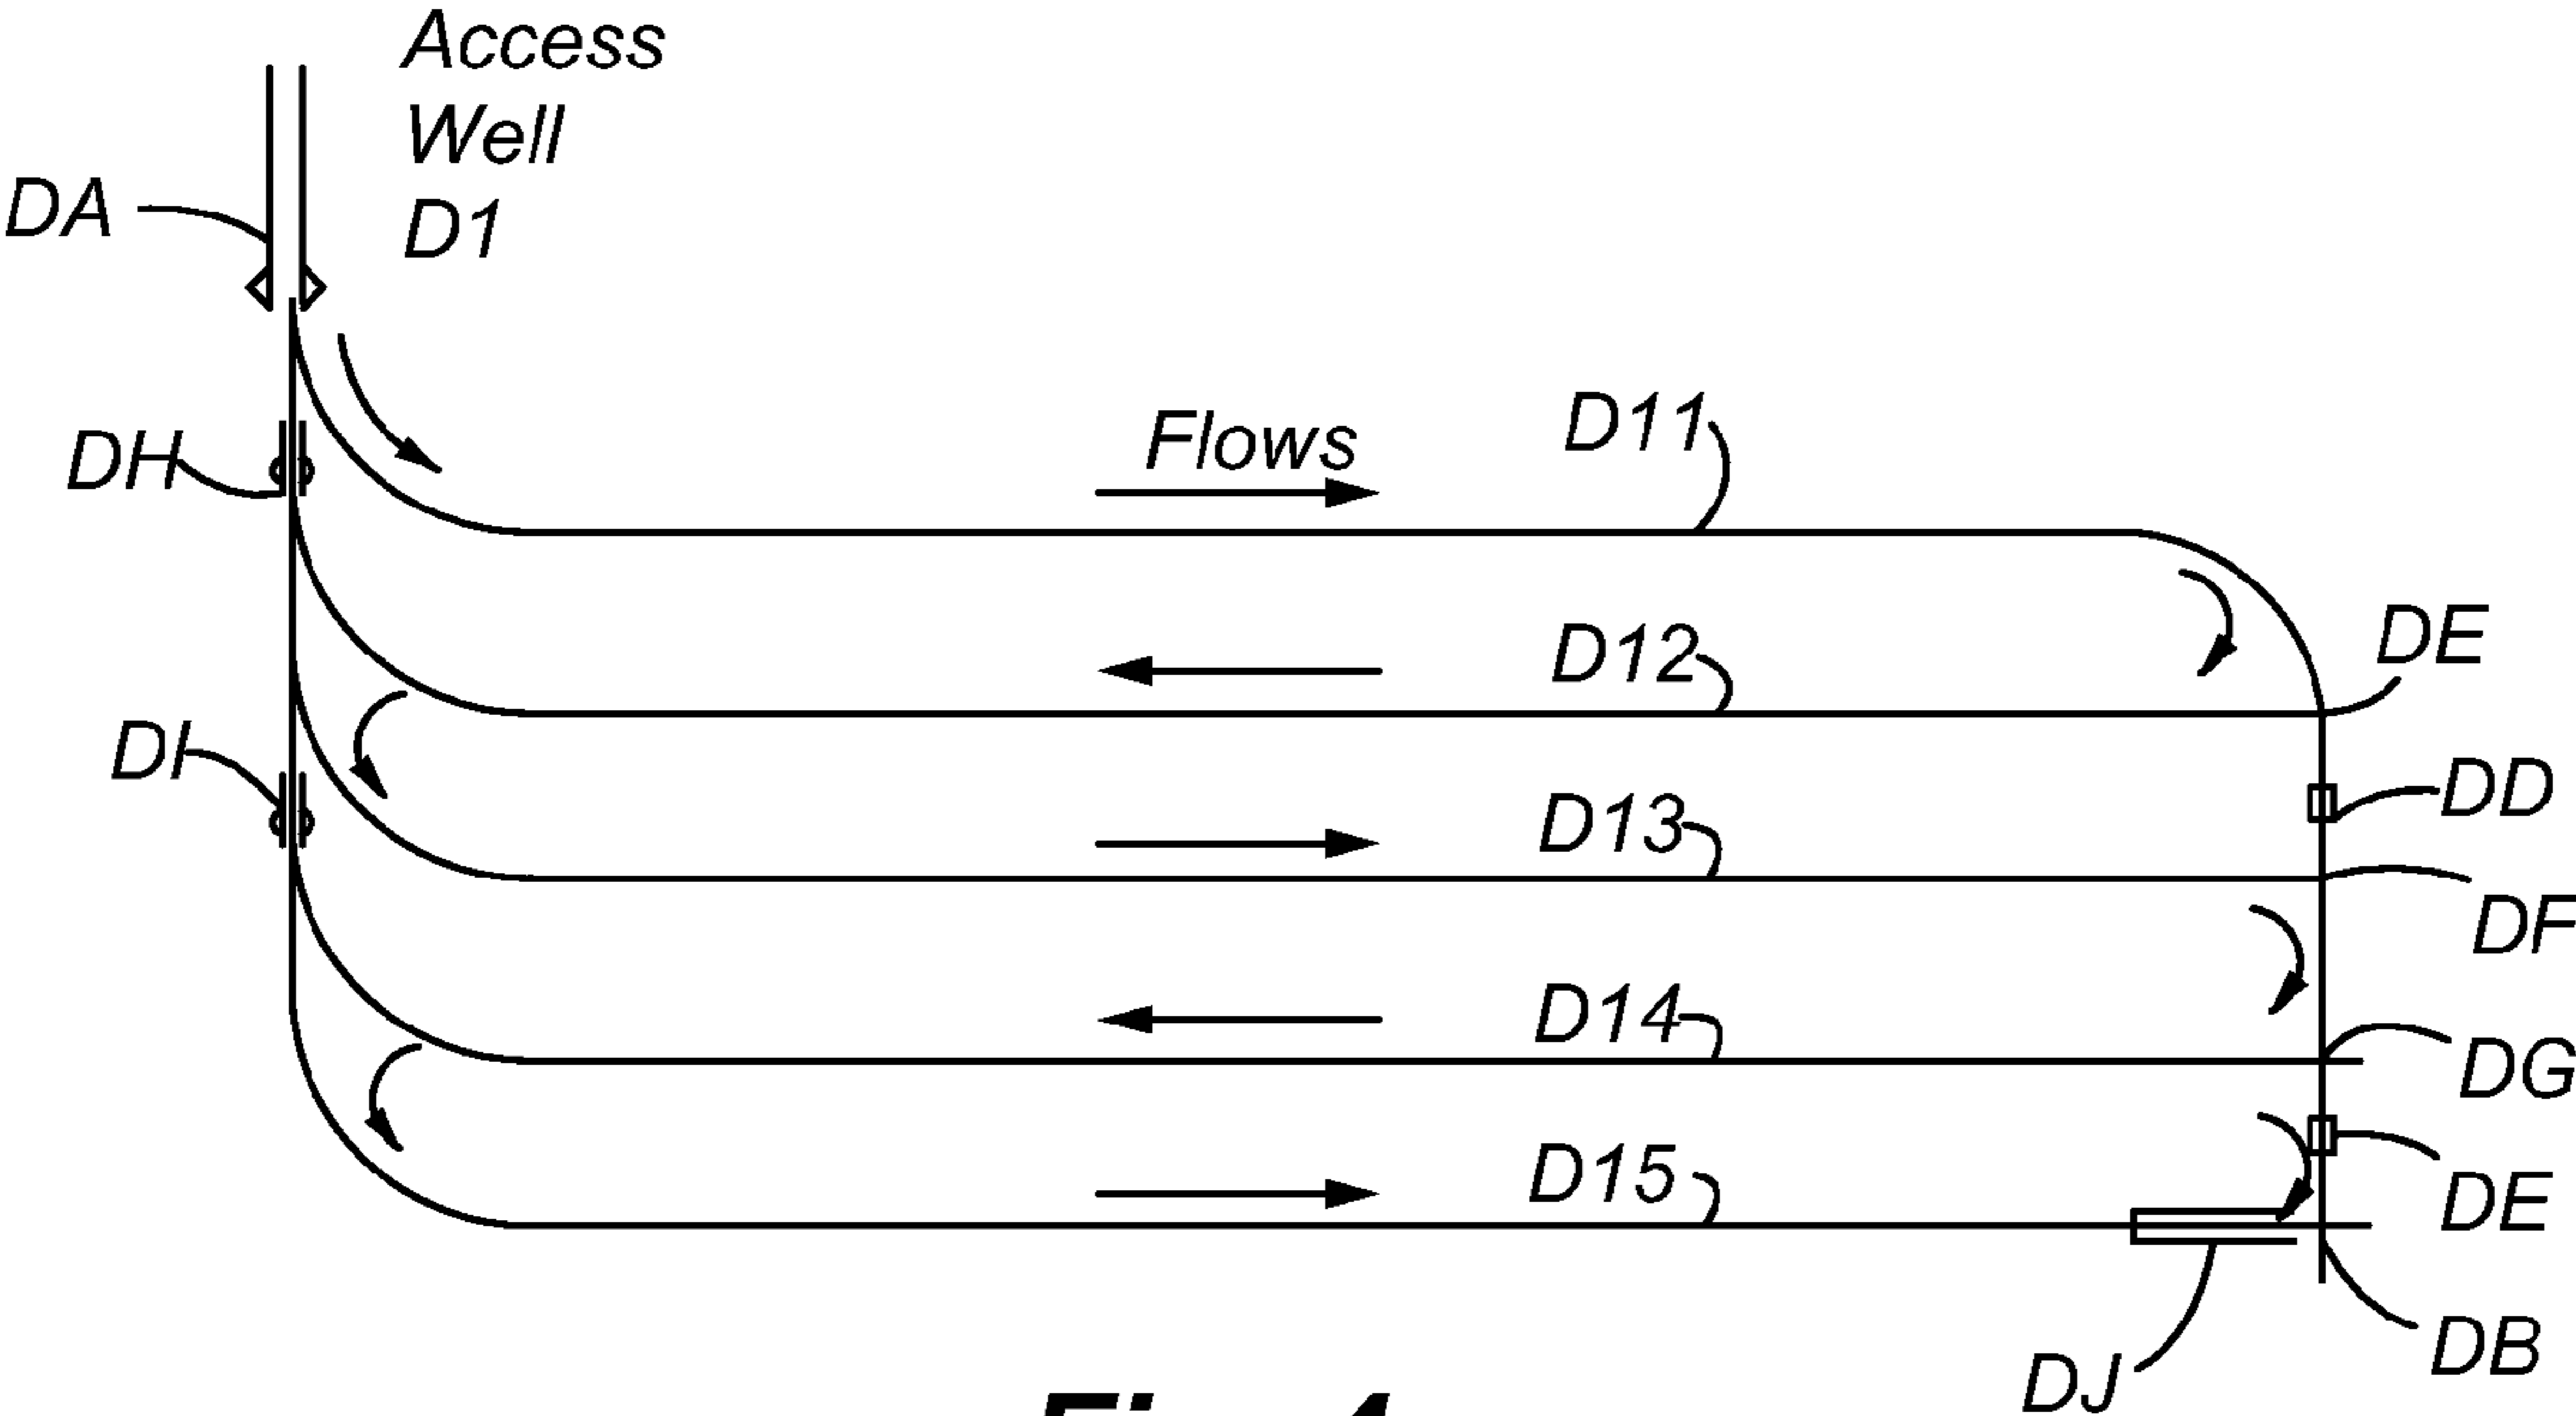 Access
Well
D1
DA
DH
Flows
D11
D12
DE
DI
DD
D13
DF
D14
DG
D15
DE
DB
DJ